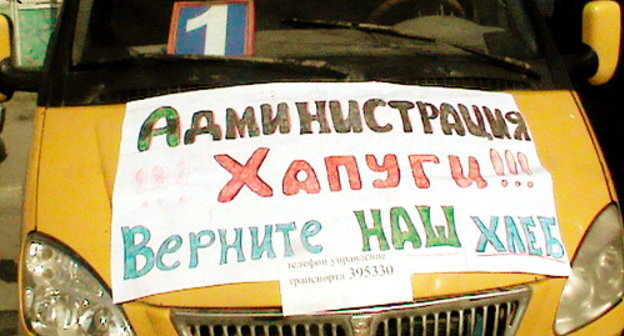 1
Администрация
!!! Хапуги!!!
Верните наш хлеб
телефон управление
транспорта 395330